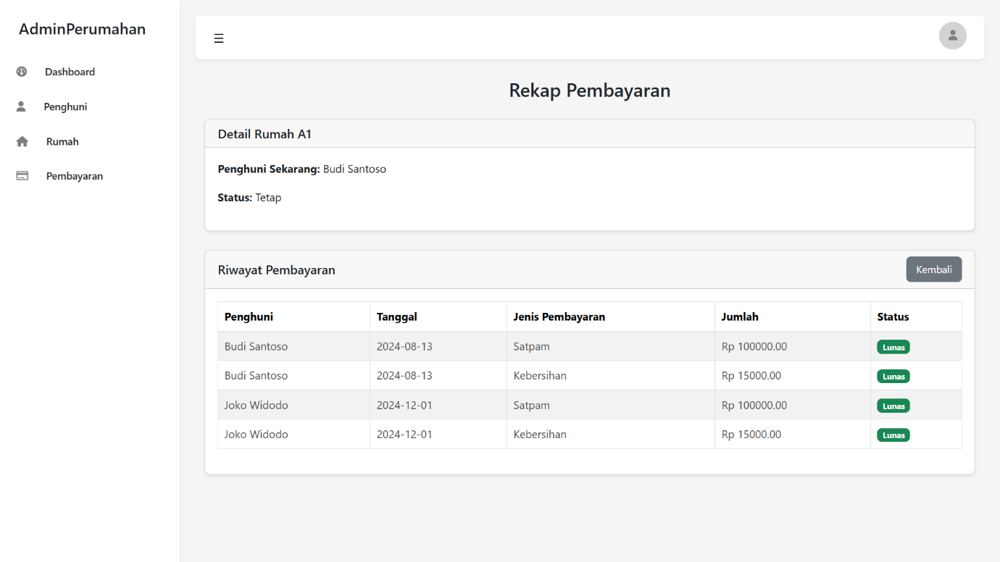 AdminPerumahan
Dashboard
Penghuni
Rumah
Pembayaran
Rekap Pembayaran
Detail Rumah A1
Penghuni Sekarang: Budi Santoso
Status: Tetap
Riwayat Pembayaran
Kembali
Penghuni Tanggal Jenis Pembayaran Jumlah Status
Budi Santoso 2024-08-13 Satpam Rp 100000.00 Lunas
Budi Santoso 2024-08-13 Kebersihan Rp 15000.00 Lunas
Joko Widodo 2024-12-01 Satpam Rp 100000.00 Lunas
Joko Widodo 2024-12-01 Kebersihan Rp 15000.00 Lunas